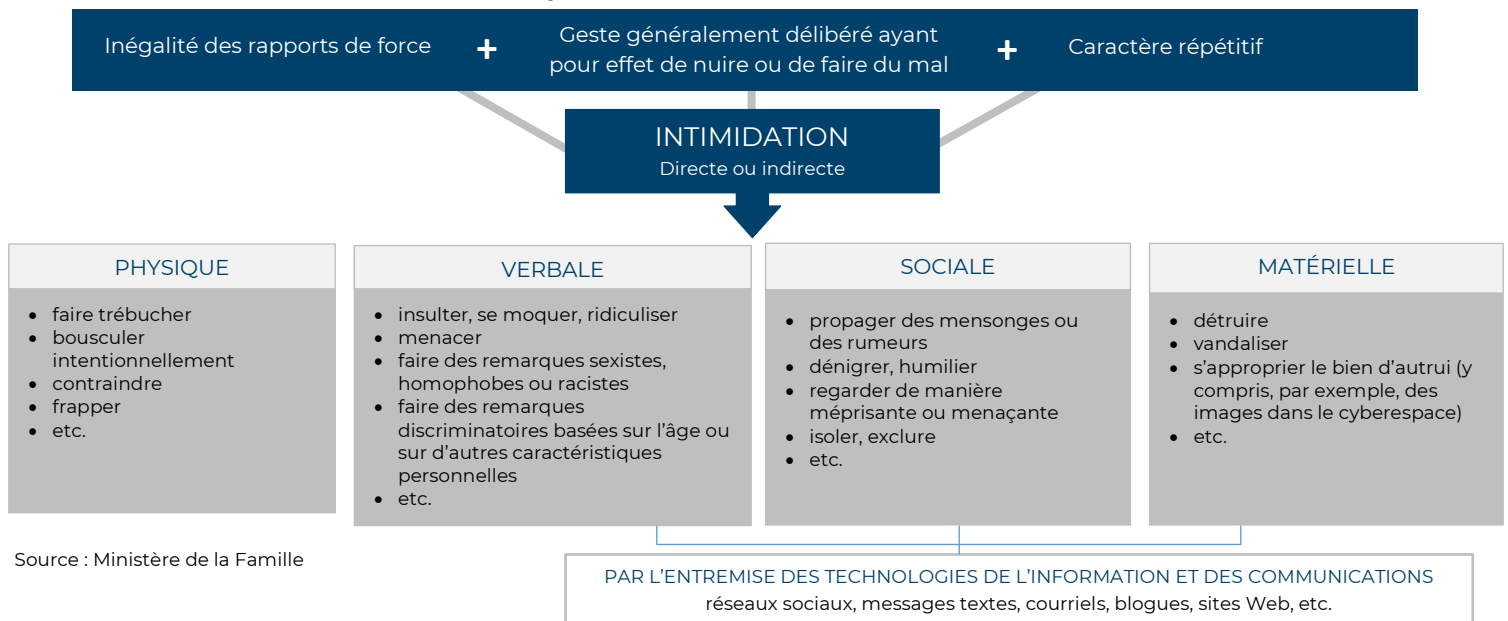 Inégalité des rapports de force
+
Geste généralement délibéré ayant
pour effet de nuire ou de faire du mal
+
Caractère répétitif
INTIMIDATION
Directe ou indirecte
PHYSIQUE
• faire trébucher
• bousculer
intentionnellement
• contraindre
• frapper
• etc.
VERBALE
• insulter, se moquer, ridiculiser
• menacer
• faire des remarques sexistes,
homophobes ou racistes
• faire des remarques
discriminatoires basées sur l’âge ou
sur d’autres caractéristiques
personnelles
• etc.
SOCIALE
• propager des mensonges ou
des rumeurs
• dénigrer, humilier
• regarder de manière
méprisante ou menaçante
• isoler, exclure
• etc.
MATÉRIELLE
• détruire
• vandaliser
• s’approprier le bien d’autrui (y
compris, par exemple, des
images dans le cyberespace)
• etc.
Source : Ministère de la Famille
PAR L’ENTREMISE DES TECHNOLOGIES DE L’INFORMATION ET DES COMMUNICATIONS
réseaux sociaux, messages textes, courriels, blogues, sites Web, etc.